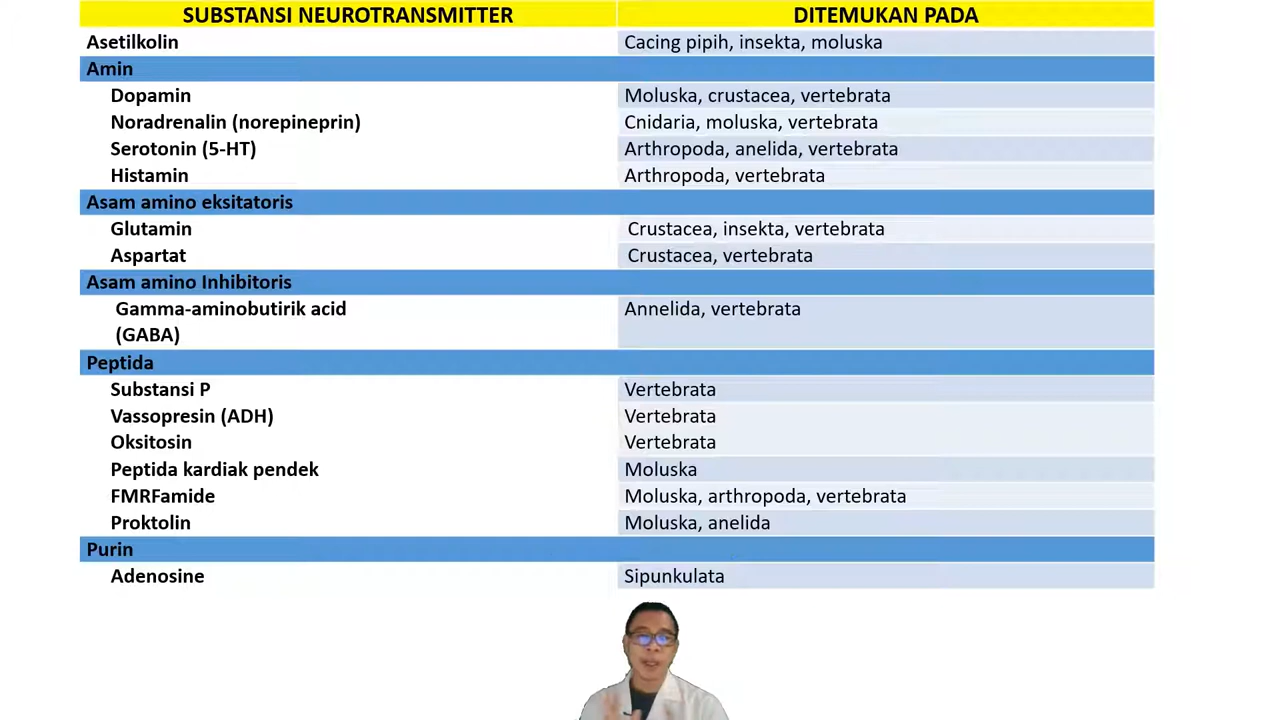 SUBSTANSI NEUROTRANSMITTER DITEMUKAN PADA
Asetilkolin Cacing pipih, insekta, moluska
Amin
Dopamin Moluska, crustacea, vertebrata
Noradrenalin (norepineprin) Cnidaria, moluska, vertebrata
Serotonin (5-HT) Arthropoda, anelida, vertebrata
Histamin Arthropoda, vertebrata
Asam amino eksitatoris
Glutamin Crustacea, insekta, vertebrata
Aspartat Crustacea, vertebrata
Asam amino Inhibitoris
Gamma-aminobutirik acid Annelida, vertebrata
(GABA)
Peptida
Substansi P Vertebrata
Vassopresin (ADH) Vertebrata
Oksitosin Vertebrata
Peptida kardiak pendek Moluska
FMRFamide Moluska, arthropoda, vertebrata
Proktolin Moluska, anelida
Purin
Adenosine Sipunkulata